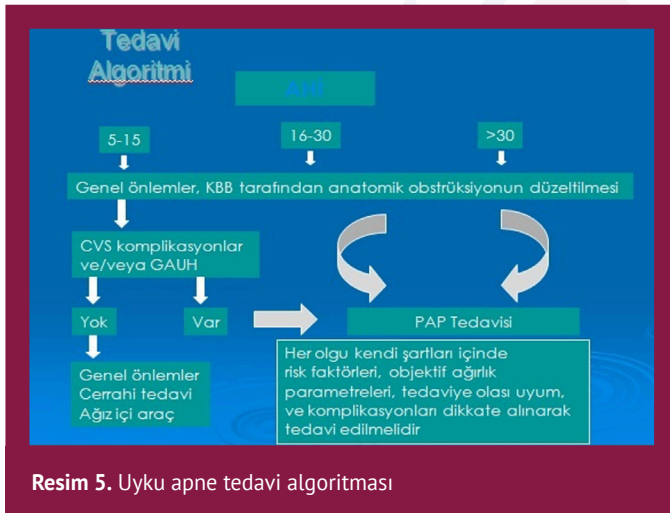 Tedavi
Algoritmi
AHİ
5-15
16-30
>30
Genel önlemler, KBB tarafından anatomik obstrüksiyonun düzeltilmesi
CVS komplikasyonlar
ve/veya GAUH
Yok
Var
PAP Tedavisi
Genel önlemler
Cerrahi tedavi
Ağız içi araç
Her olgu kendi şartları içinde
risk faktörleri, objektif ağırlık
parametreleri, tedaviye olası uyum,
ve komplikasyonları dikkate alınarak
tedavi edilmelidir
Resim 5. Uyku apne tedavi algoritması